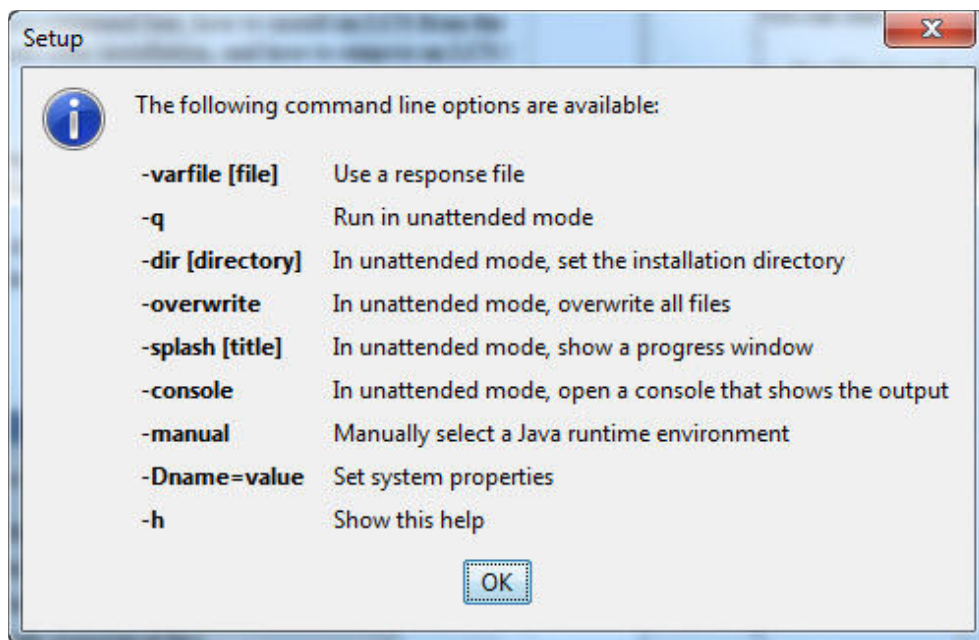 Setup
The following command line options are available:
-varfile [file] Use a response file
-q Run in unattended mode
-dir [directory] In unattended mode, set the installation directory
-overwrite In unattended mode, overwrite all files
-splash [title] In unattended mode, show a progress window
-console In unattended mode, open a console that shows the output
-manual Manually select a Java runtime environment
-Dname=value Set system properties
-h Show this help
OK